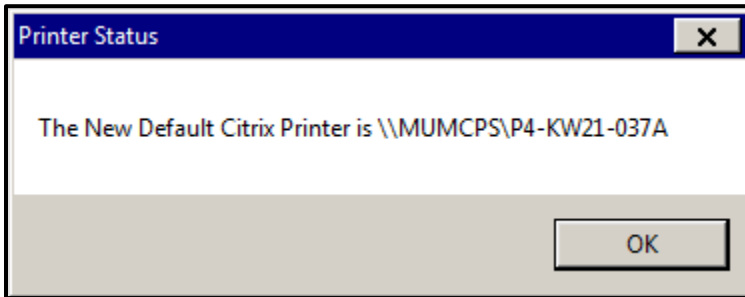 Printer Status
The New Default Citrix Printer is \\MUMCPS\P4-KW21-037A
OK